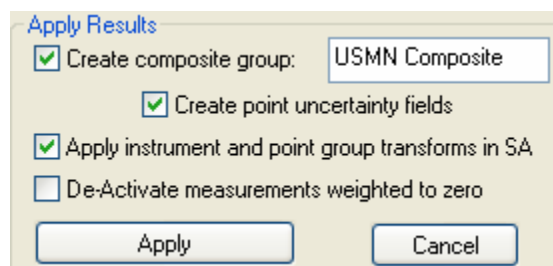 Apply Results
Create composite group: USMN Composite
Create point uncertainty fields
Apply instrument and point group transforms in SA
De-Activate measurements weighted to zero
Apply Cancel